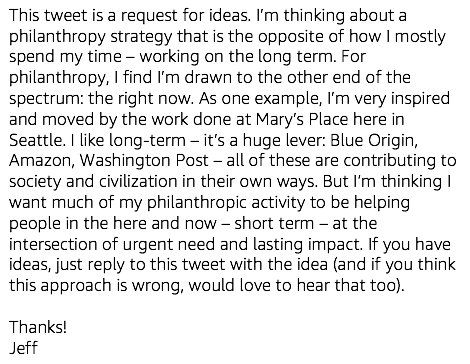 This tweet is a request for ideas. I'm thinking about a
philanthropy strategy that is the opposite of how I mostly
spend my time – working on the long term. For
philanthropy, I find I'm drawn to the other end of the
spectrum: the right now. As one example, I'm very inspired
and moved by the work done at Mary's Place here in
Seattle. I like long-term – it's a huge lever: Blue Origin,
Amazon, Washington Post – all of these are contributing to
society and civilization in their own ways. But I'm thinking I
want much of my philanthropic activity to be helping
people in the here and now – short term – at the
intersection of urgent need and lasting impact. If you have
ideas, just reply to this tweet with the idea (and if you think
this approach is wrong, would love to hear that too).

Thanks!
Jeff